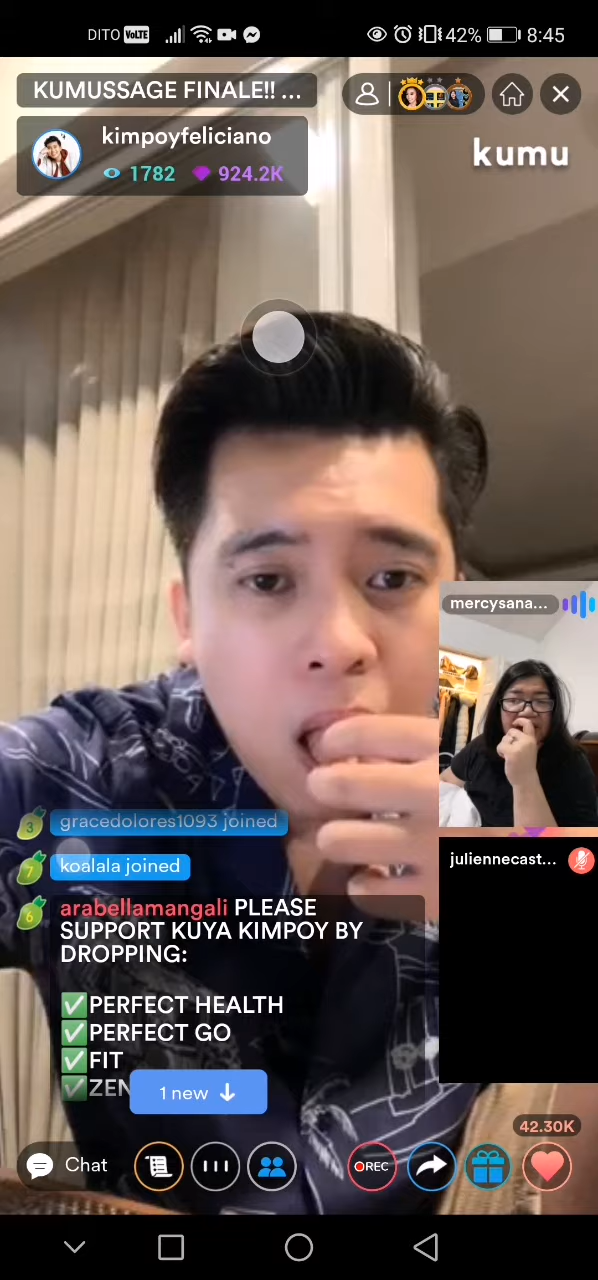 DITO VoLTE 42% 8:45
KUMUSSAGE FINALE!! ...
kimpoyfeliciano
1782 924.2K
kumu
mercysana...
3 gracedolores1093 joined
juliennecast...
7 koalala joined
6 arabellamangali PLEASE
SUPPORT KUYA KIMPOY BY
DROPPING:
✅PERFECT HEALTH
✅PERFECT GO
✅FIT
✅ZEN
1 new ↓
42.30K
Chat
REC